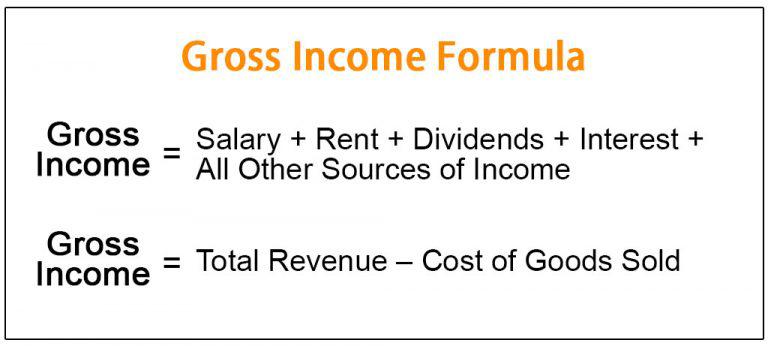 Gross Income Formula
Gross
Income
=
Salary + Rent + Dividends + Interest +
All Other Sources of Income
Gross
Income
=
Total Revenue – Cost of Goods Sold